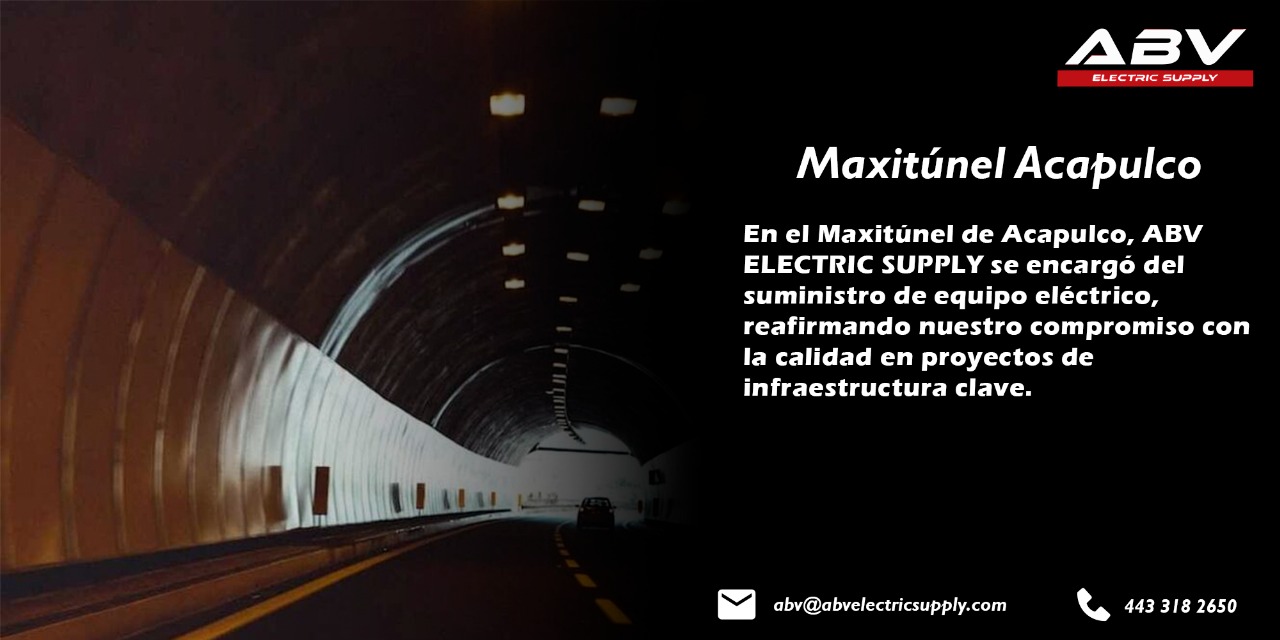 ABV
ELECTRIC SUPPLY
Maxitúnel Acapulco
En el Maxitúnel de Acapulco, ABV
ELECTRIC SUPPLY se encargó del
suministro de equipo eléctrico,
reafirmando nuestro compromiso con
la calidad en proyectos de
infraestructura clave.
abv@abvelectricsupply.com
443 318 2650